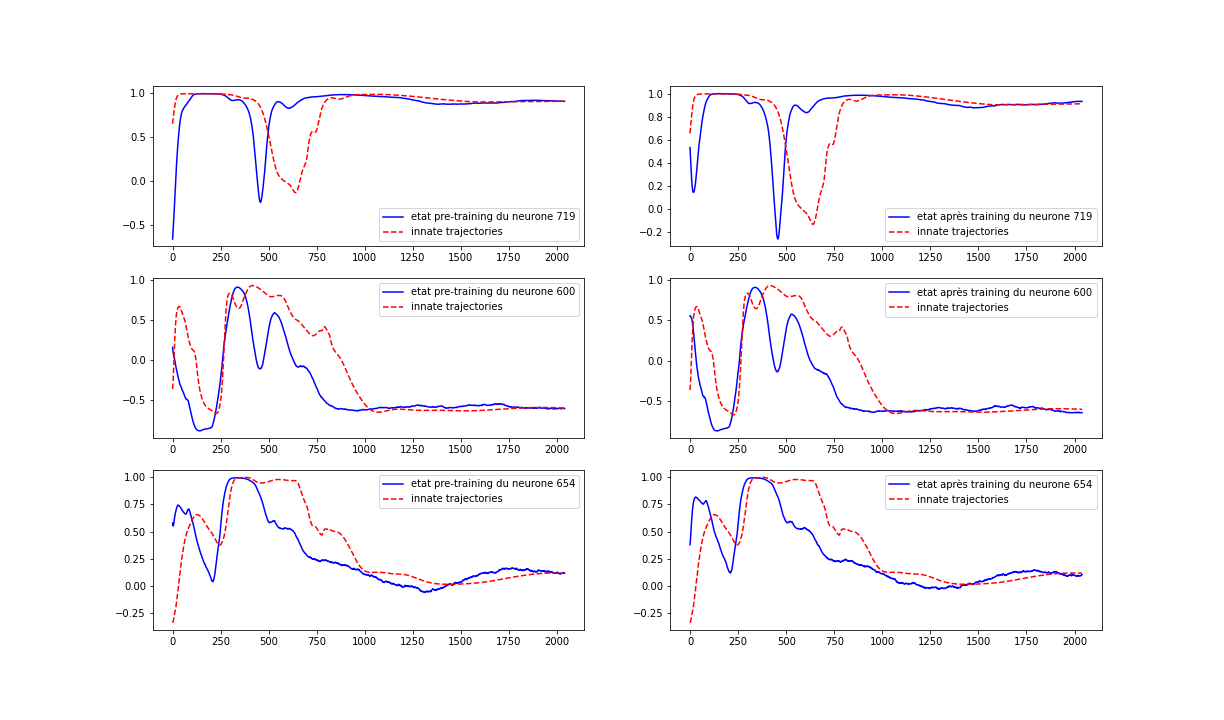 1.0
0.5
0.0
−0.5
etat pre-training du neurone 719
innate trajectories
0 250 500 750 1000 1250 1500 1750 2000
1.0
0.8
0.6
0.4
0.2
0.0
−0.2
etat après training du neurone 719
innate trajectories
0 250 500 750 1000 1250 1500 1750 2000
1.0
0.5
0.0
−0.5
etat pre-training du neurone 600
innate trajectories
0 250 500 750 1000 1250 1500 1750 2000
1.0
0.5
0.0
−0.5
etat après training du neurone 600
innate trajectories
0 250 500 750 1000 1250 1500 1750 2000
1.00
0.75
0.50
0.25
0.00
−0.25
etat pre-training du neurone 654
innate trajectories
0 250 500 750 1000 1250 1500 1750 2000
1.00
0.75
0.50
0.25
0.00
−0.25
etat après training du neurone 654
innate trajectories
0 250 500 750 1000 1250 1500 1750 2000